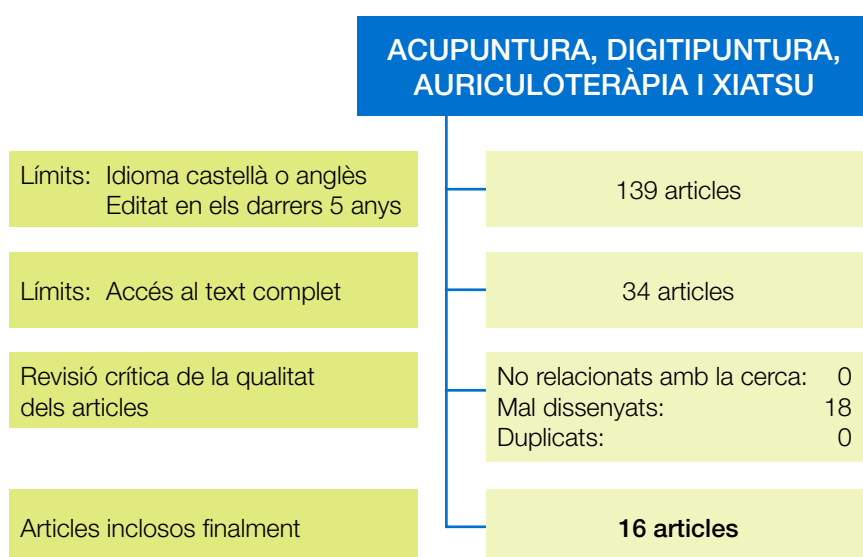 ACUPUNTURA, DIGITIPUNTURA,
AURICULOTERÀPIA I XIATSU
Límits: Idioma castellà o anglès
Editat en els darrers 5 anys
139 articles
Límits: Accés al text complet
34 articles
Revisió crítica de la qualitat
dels articles
No relacionats amb la cerca: 0
Mal dissenyats: 18
Duplicats: 0
Articles inclosos finalment
16 articles